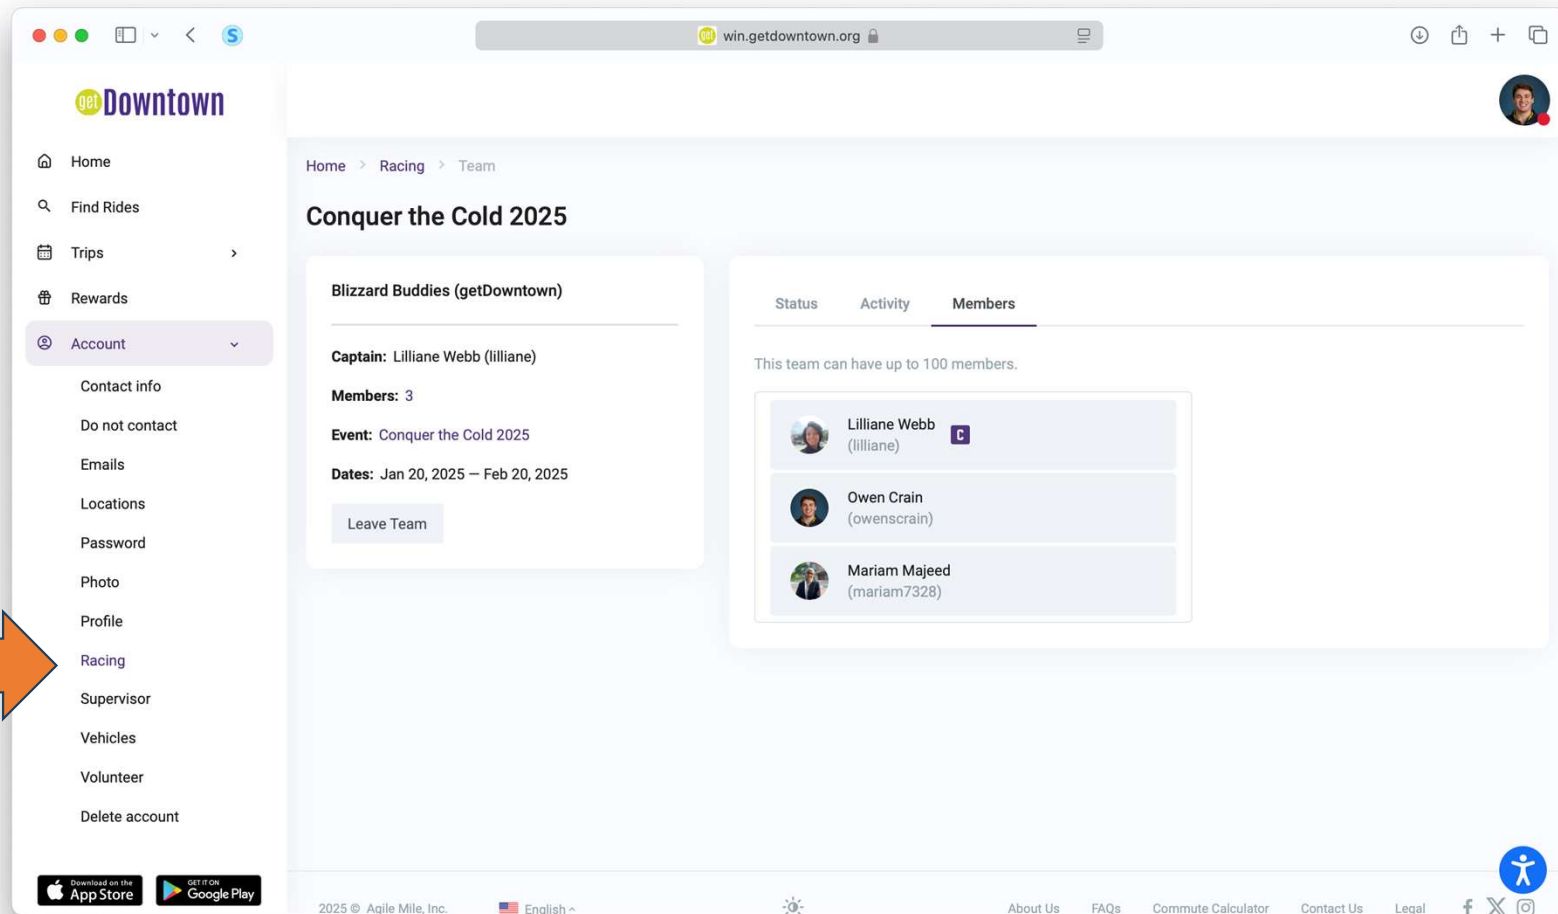 win.getdowntown.org
get Downtown
Home
Find Rides
Trips
Rewards
Account
Contact info
Do not contact
Emails
Locations
Password
Photo
Profile
Racing
Supervisor
Vehicles
Volunteer
Delete account
Download on the
App Store
GET IT ON
Google Play
Home > Racing > Team
Conquer the Cold 2025
Blizzard Buddies (getDowntown)
Captain: Lilliane Webb (lilliane)
Members: 3
Event: Conquer the Cold 2025
Dates: Jan 20, 2025 — Feb 20, 2025
Leave Team
Status Activity Members
This team can have up to 100 members.
Lilliane Webb C
(lilliane)
Owen Crain
(owenscrain)
Mariam Majeed
(mariam7328)
2025 © Agile Mile, Inc. English About Us FAQs Commute Calculator Contact Us Legal